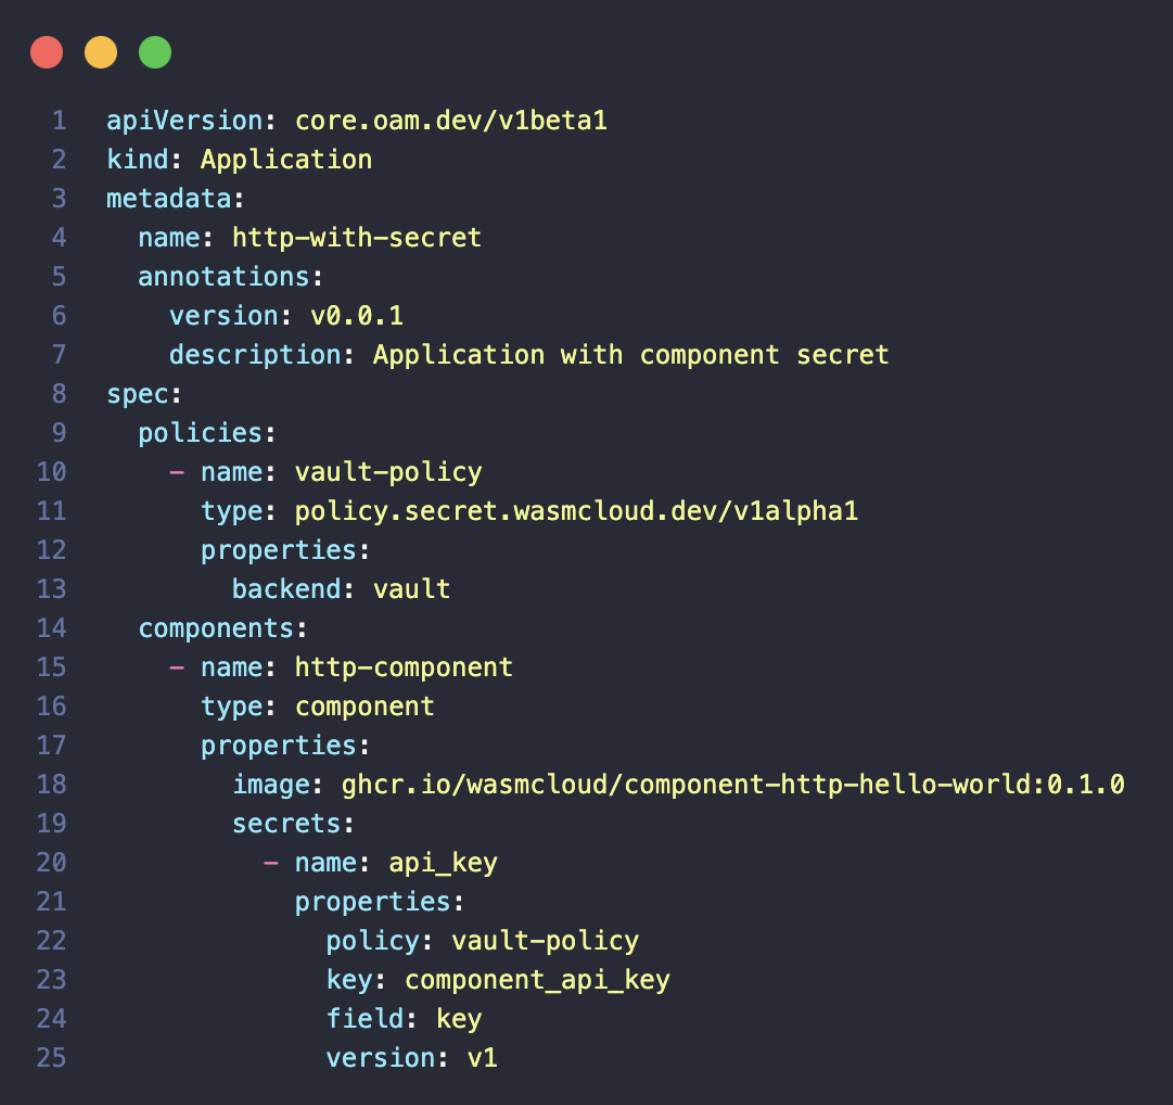 1 apiVersion: core.oam.dev/v1beta1
2 kind: Application
3 metadata:
4   name: http-with-secret
5   annotations:
6     version: v0.0.1
7     description: Application with component secret
8 spec:
9   policies:
10     - name: vault-policy
11       type: policy.secret.wasmcloud.dev/v1alpha1
12       properties:
13         backend: vault
14   components:
15     - name: http-component
16       type: component
17       properties:
18         image: ghcr.io/wasmcloud/component-http-hello-world:0.1.0
19         secrets:
20           - name: api_key
21             properties:
22               policy: vault-policy
23               key: component_api_key
24               field: key
25               version: v1